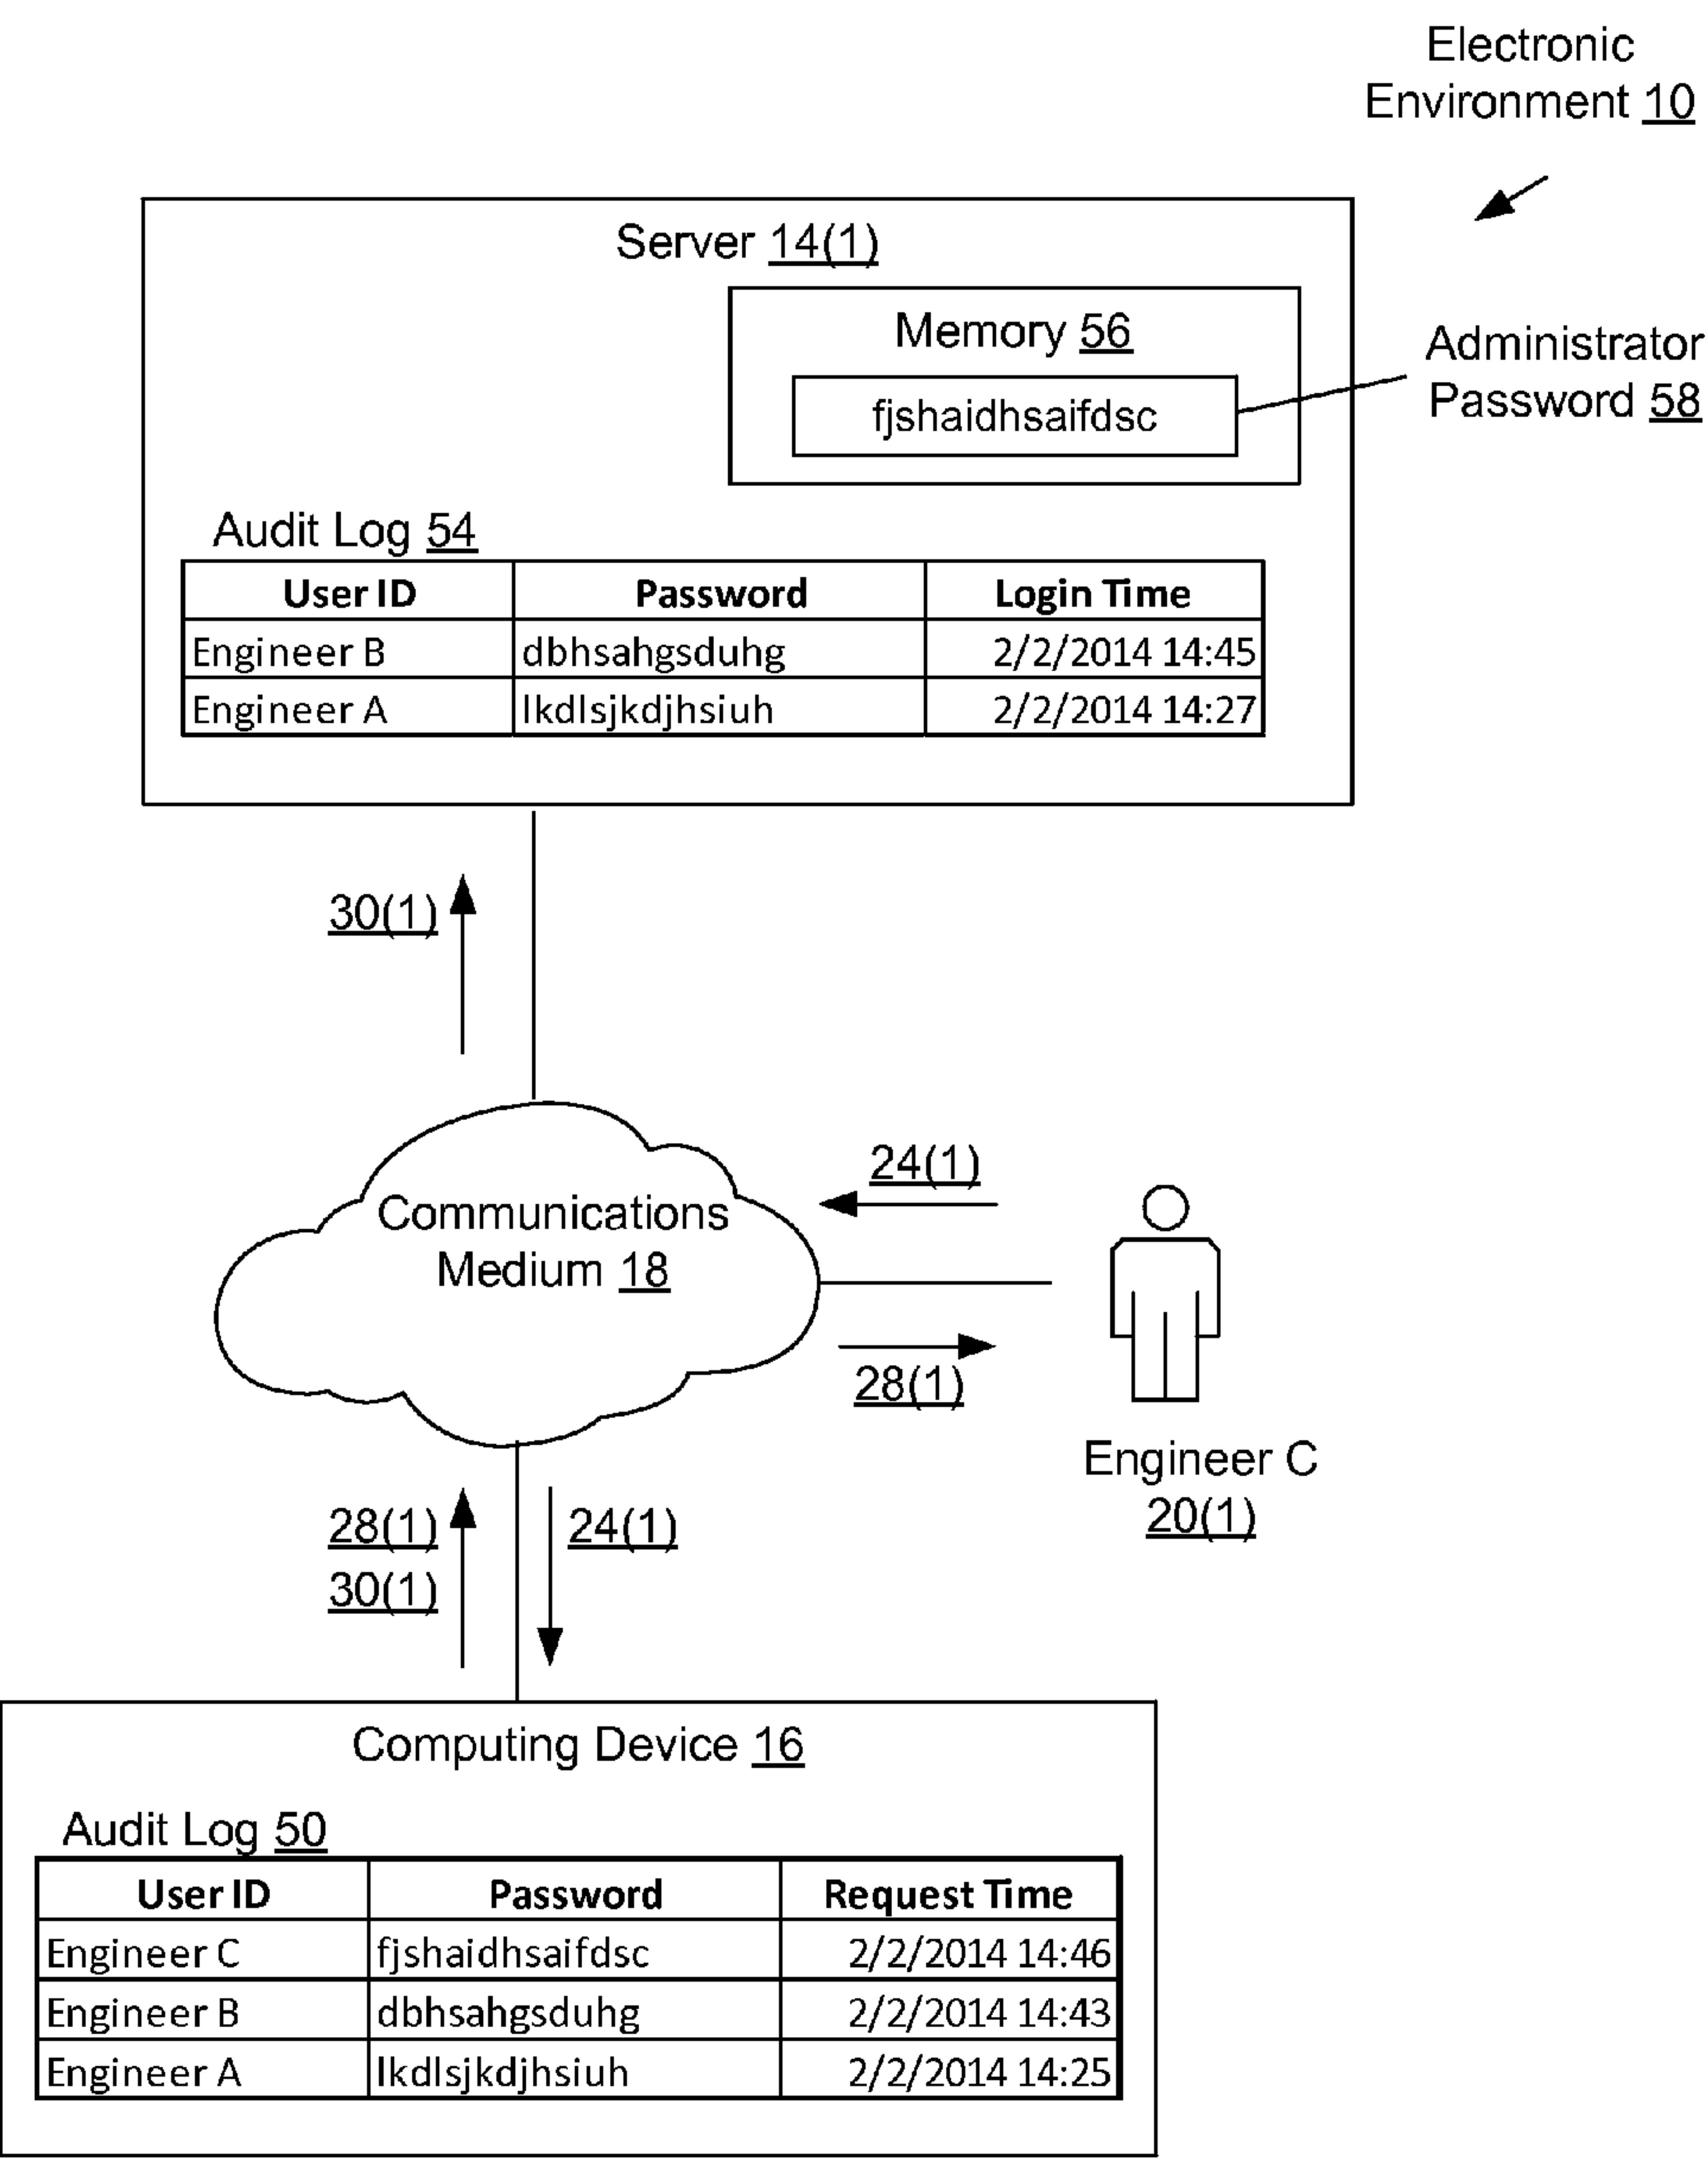 Electronic
Environment 10
Server 14(1)
Memory 56
fjshaidhsaifdsc
Administrator
Password 58
Audit Log 54
User ID Password Login Time
Engineer B dbhsahgsduhg 2/2/2014 14:45
Engineer A lkdlsjkdjhsiuh 2/2/2014 14:27
30(1)
24(1)
Communications
Medium 18
28(1)
Engineer C
20(1)
28(1) 24(1)
30(1)
Computing Device 16
Audit Log 50
User ID Password Request Time
Engineer C fjshaidhsaifdsc 2/2/2014 14:46
Engineer B dbhsahgsduhg 2/2/2014 14:43
Engineer A lkdlsjkdjhsiuh 2/2/2014 14:25